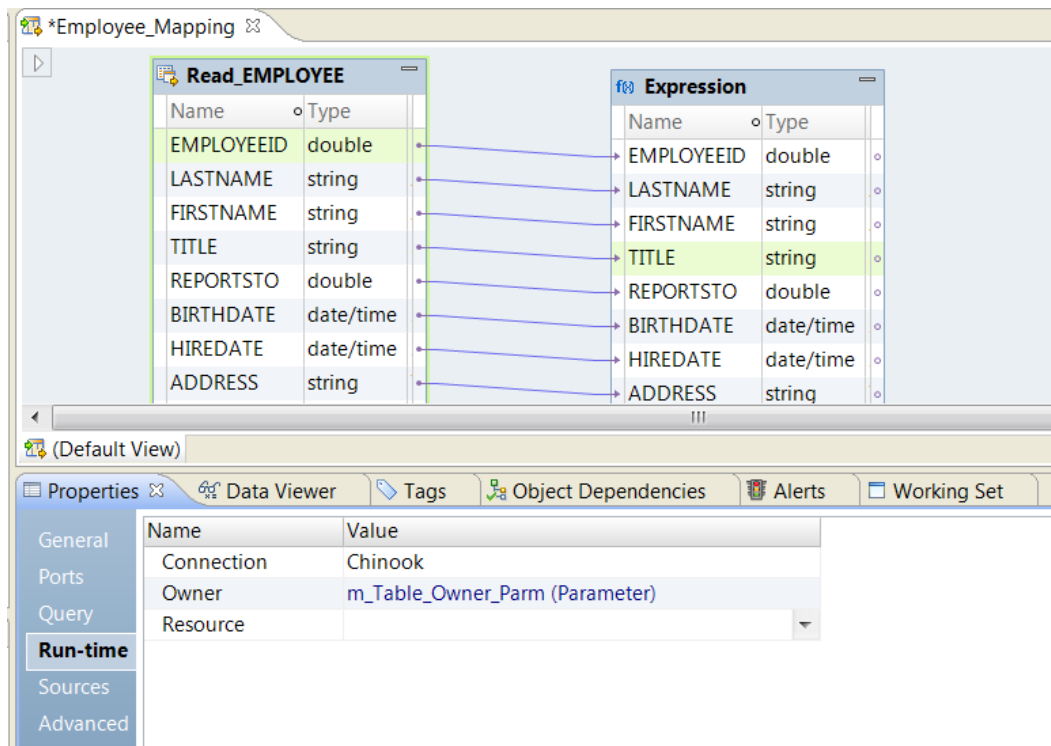 *Employee_Mapping
Read_EMPLOYEE
Name Type
EMPLOYEEID double
LASTNAME string
FIRSTNAME string
TITLE string
REPORTSTO double
BIRTHDATE date/time
HIREDATE date/time
ADDRESS string
f(x) Expression
Name Type
EMPLOYEEID double
LASTNAME string
FIRSTNAME string
TITLE string
REPORTSTO double
BIRTHDATE date/time
HIREDATE date/time
ADDRESS string
(Default View)
Properties Data Viewer Tags Object Dependencies Alerts Working Set
General
Ports
Query
Run-time
Sources
Advanced
Name Value
Connection Chinook
Owner m_Table_Owner_Parm (Parameter)
Resource